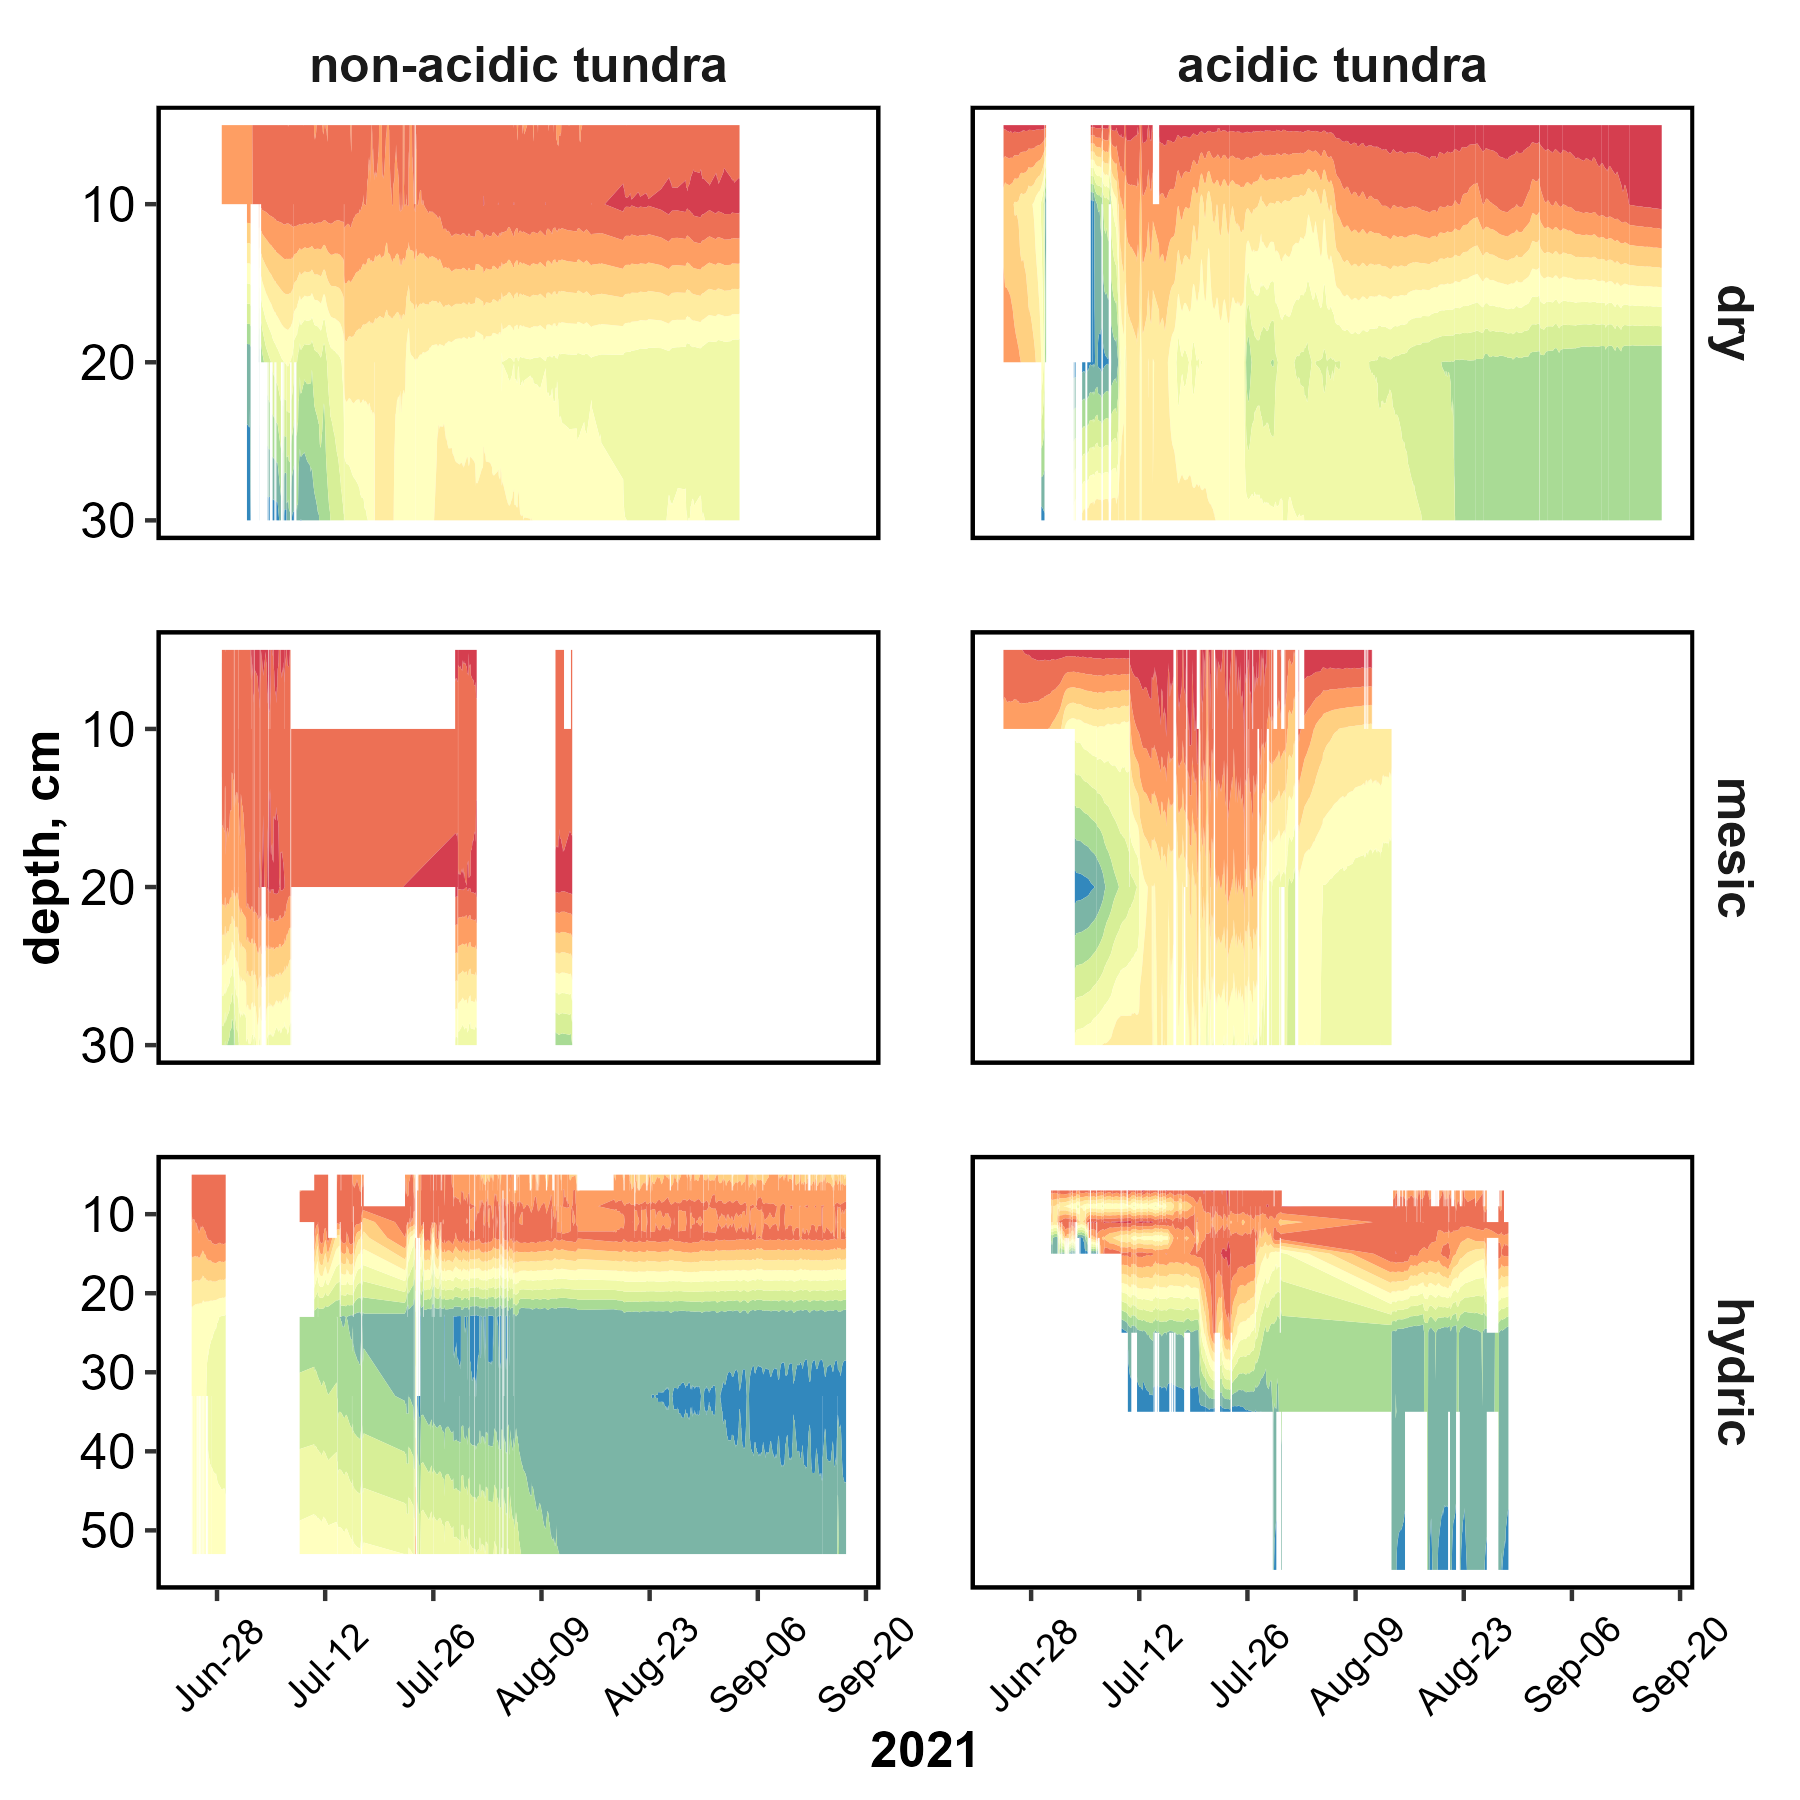 non-acidic tundra
acidic tundra
10
20
30
dry
10
20
30
mesic
depth, cm
10
20
30
40
50
hydric
Jun-28
Jul-12
Jul-26
Aug-09
Aug-23
Sep-06
Sep-20
Jun-28
Jul-12
Jul-26
Aug-09
Aug-23
Sep-06
Sep-20
2021